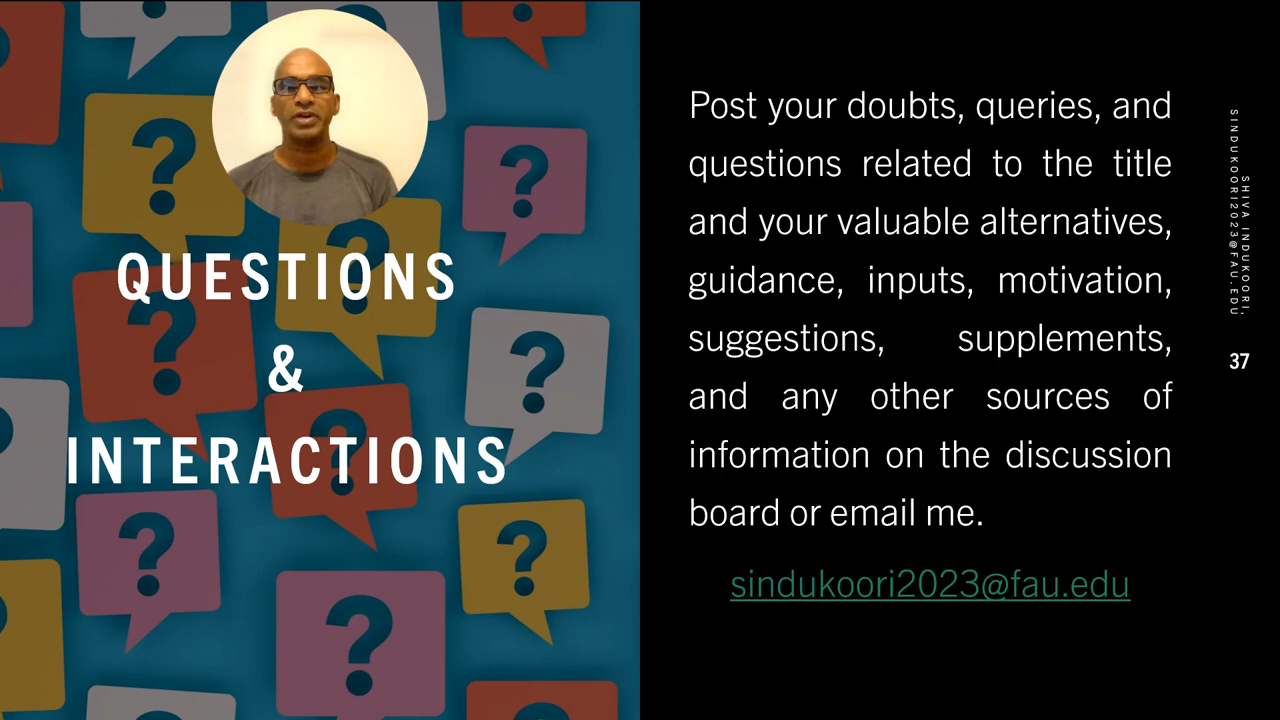 QUESTIONS
&
INTERACTIONS
Post your doubts, queries, and
questions related to the title
and your valuable alternatives,
guidance, inputs, motivation,
suggestions, supplements,
and any other sources of
information on the discussion
board or email me.
sindukoori2023@fau.edu
SHIVA INDUKOORI,
SINDUKOORI2023@FAU.EDU
37
?
?
?
?
?
?
?
?
?
?